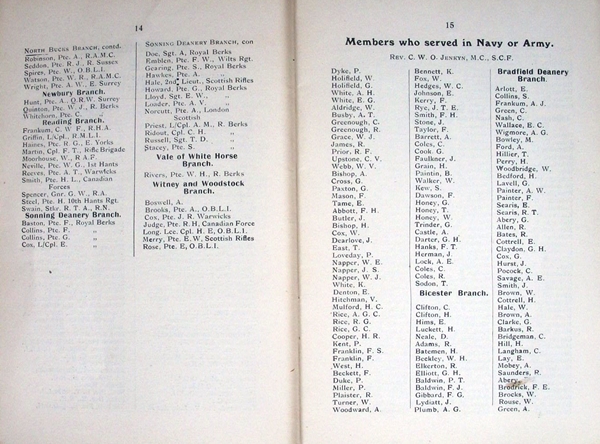 14
NORTH BUCKS BRANCH, contd.
Robinson, Pte. A., R.A.M.C.
Seddon, Pte. R. J., R. Sussex
Spires, Pte. W., O.B.L.I.
Watson, Pte. W. R., R.A.M.C.
Wright, Pte. A. W., E. Surrey
Newbury Branch.
Hunt, Pte. A., Q.R.W. Surrey
Quinton, Pte. W. J., R. Berks
Whitehorn, Pte. C. "
Reading Branch.
Frankum, C. W. F., R.H.A.
Griffin, L/Cpl., R.M.L.I.
Haines, Pte. R. G., E. Yorks
Martin, Cpl. F. T., Rifle Brigade
Moorhouse, W., R.A.F.
Neville, Pte. W. G., 1st Hants
Reeves, Pte. A. T., Warwicks
Smith, Pte. H. L., Canadian
Forces
Spencer, Gnr. G. W., R.A.
Steel, Pte. H. 10th Hants Rgt.
Swain, Stkr. R. T. A., R.N.
Sonning Deanery Branch.
Baston, Pte. F., Royal Berks
Collins, Pte. F. "
Collins, Pte. G. "
Cox, L/Cpl. E. "
SONNING DEANERY BRANCH, con
Doe, Sgt. A, Royal Berks
Emblen, Pte. F. W., Wilts Rgt.
Gearing, Pte. S., Royal Berks
Hawkes, Pte. A. "
Hale, 2nd Lieut., Scottish Rifles
Howard, Pte. G., Royal Berks
Lloyd, Sgt. E. W., "
Loader, Pte. A. V. "
Norcutt, Pte. A., London
Scottish
Priest, L/Cpl. A. M., R. Berks
Ridout, Cpl. C. H. "
Russell, Sgt. T. D. "
Stacey, Pte. S. "
Vale of White Horse
Branch.
Rivers, Pte. W. H., R. Berks
Witney and Woodstock
Branch.
Boswell, A.
Brooks, Pte. A., O.B.L.I.
Cox, Pte. J. R. Warwicks
Judge, Pte. R. H, Canadian Force
Long, Lce. Cpl. H. E, O.B.L.I.
Merry, Pte. E. W, Scottish Rifles
Rose, Pte. E, O.B.L.I.
15
Members who served in Navy or Army.
REV. C. W. O. JENKYN, M.C., S.C.F.
Dyke, P.
Holifield, W.
Holifield, G.
White, A. H.
White, E. G.
Aldridge, W.
Busby, A. T.
Greenough, C.
Greenough, R.
Grace, W. J.
James, R.
Prior, R. F.
Upstone, C. V.
Webb, W. V.
Bishop, A.
Cross, G.
Paxton, G.
Mason, F.
Tame, E.
Abbott, F. H.
Butler, J.
Bishop, H.
Cox, W.
Dearlove, J.
East, T.
Loveday, P.
Napper, W. E.
Napper, J. S.
Napper, W. J.
White, K.
Denton, E.
Hitchman, V.
Mulford, H. C.
Rice, A. G. C.
Rice, R. G.
Rice, G. C.
Cooper, H. R.
Kent, P.
Franklin, F. S.
Franklin, F.
West, H.
Beckett, F.
Duke, P.
Miller, P.
Plaister, R.
Turner, W.
Woodward, A.
Bennett, K.
Fox, W.
Hedges, W. C.
Johnson, E.
Kerry, F.
Rye, J. T. E.
Smith, F. H.
Stone, J.
Taylor, F.
Barrett, A.
Coles, C.
Cook, G.
Faulkner, J.
Grain, H.
Paintin, B.
Walker, W.
Kew, S.
Dawson, F.
Honey, G.
Honey, T.
Honey, W.
Trinder, G.
Castle, A.
Darter, G. H.
Hanks, F. T.
Herman, J.
Lock, A. E.
Coles, C.
Coles, R.
Sodon, T.
Bicester Branch.
Clifton, C.
Clifton, H.
Hims, E.
Luckett, H.
Neale, D.
Adams, R.
Batemen, H.
Beckley, W. H.
Elkerton, R.
Elliott, G. H.
Baldwin, P. T.
Baldwin, F. J.
Gibbard, F. G.
Lydiatt, J.
Plumb, A. G.
Bradfield Deanery
Branch.
Arlott, E.
Collins, S.
Frankum, A. J.
Green, C.
Nash, C.
Wallace, E. C.
Wigmore, A. G.
Bowley, M.
Ford, A.
Hillier, T.
Perry, H.
Woodbridge, W.
Bedford, H.
Lavell, G.
Painter, A. W.
Painter, F.
Searis, E.
Searis, R. T.
Abery, G.
Allen, R.
Bates, R.
Cottrell, E.
Claydon, G. H.
Cox, G.
Hurst, J.
Pocock, C.
Savage, A. E.
Smith, J.
Brown, W.
Cottrell, H.
Hale, W.
Brown, A.
Clarke, G.
Barkus, R.
Bridgeman, C.
Hill, H.
Langham, C.
Lay, E.
Mobey, A.
Saunders, R.
Abery,
Brodrick, F. E.
Brocks, W.
Rouse, W.
Green, A.